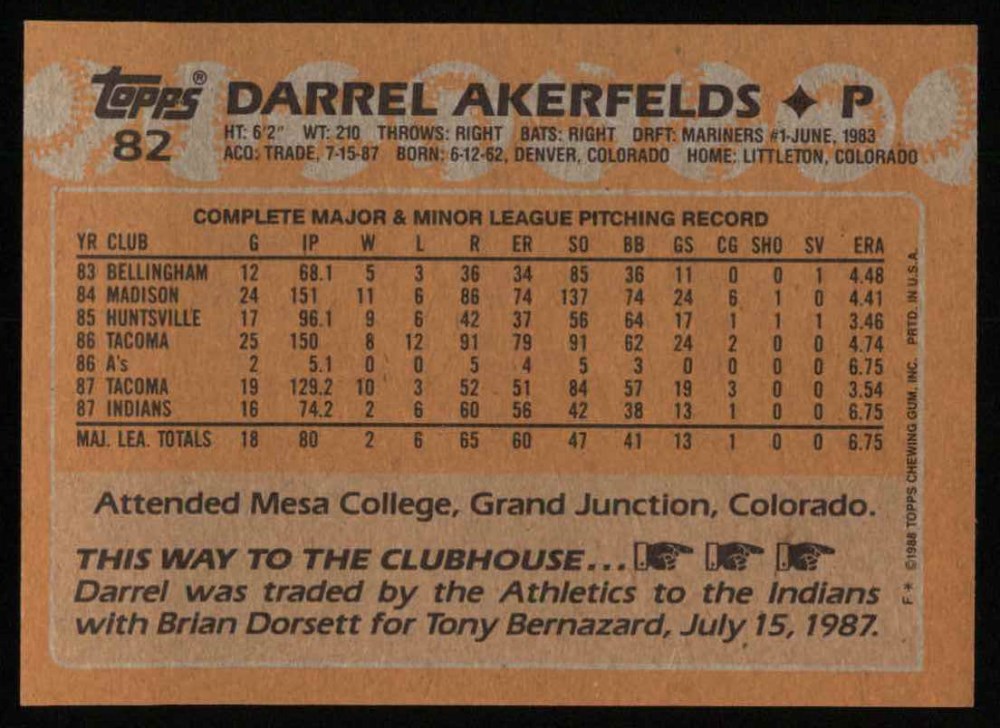 Topps® DARREL AKERFELDS ✦ P
82 HT: 6'2" WT: 210 THROWS: RIGHT BATS: RIGHT DRFT: MARINERS #1-JUNE, 1983
ACQ: TRADE, 7-15-87 BORN: 6-12-62, DENVER, COLORADO HOME: LITTLETON, COLORADO
COMPLETE MAJOR & MINOR LEAGUE PITCHING RECORD
YR CLUB G IP W L R ER SO BB GS CG SHO SV ERA
83 BELLINGHAM 12 68.1 5 3 36 34 85 36 11 0 0 1 4.48
84 MADISON 24 151 11 6 86 74 137 74 24 6 1 0 4.41
85 HUNTSVILLE 17 96.1 9 6 42 37 56 64 17 1 1 1 3.46
86 TACOMA 25 150 8 12 91 79 91 62 24 2 0 0 4.74
86 A's 2 5.1 0 0 5 4 5 3 0 0 0 0 6.75
87 TACOMA 19 129.2 10 3 52 51 84 57 19 3 0 0 3.54
87 INDIANS 16 74.2 2 6 60 56 42 38 13 1 0 0 6.75
MAJ. LEA. TOTALS 18 80 2 6 65 60 47 41 13 1 0 0 6.75
Attended Mesa College, Grand Junction, Colorado.
THIS WAY TO THE CLUBHOUSE...
Darrel was traded by the Athletics to the Indians
with Brian Dorsett for Tony Bernazard, July 15, 1987.
F * ©1988 TOPPS CHEWING GUM, INC. PRTD. IN U.S.A.